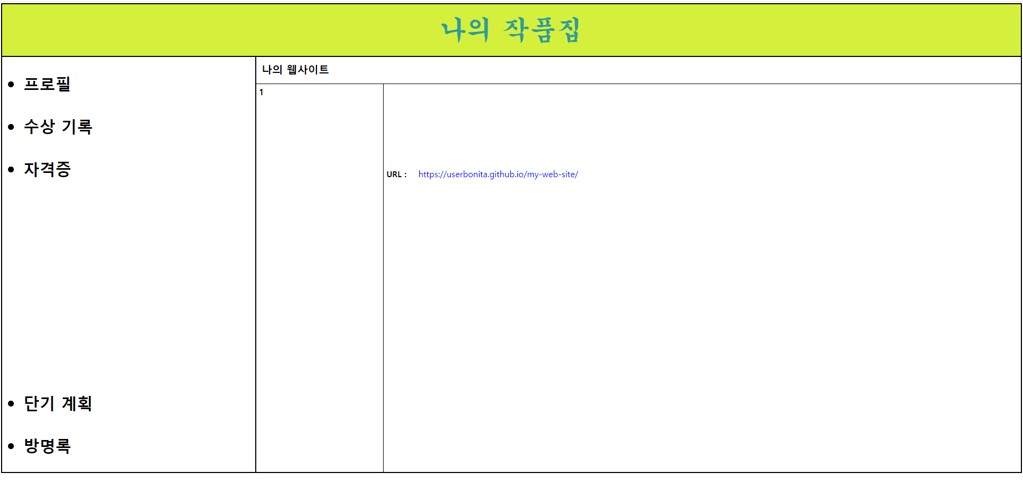 나의 작품집
프로필
수상 기록
자격증
단기 계획
방명록
나의 웹사이트
1
URL : https://userbonita.github.io/my-web-site/